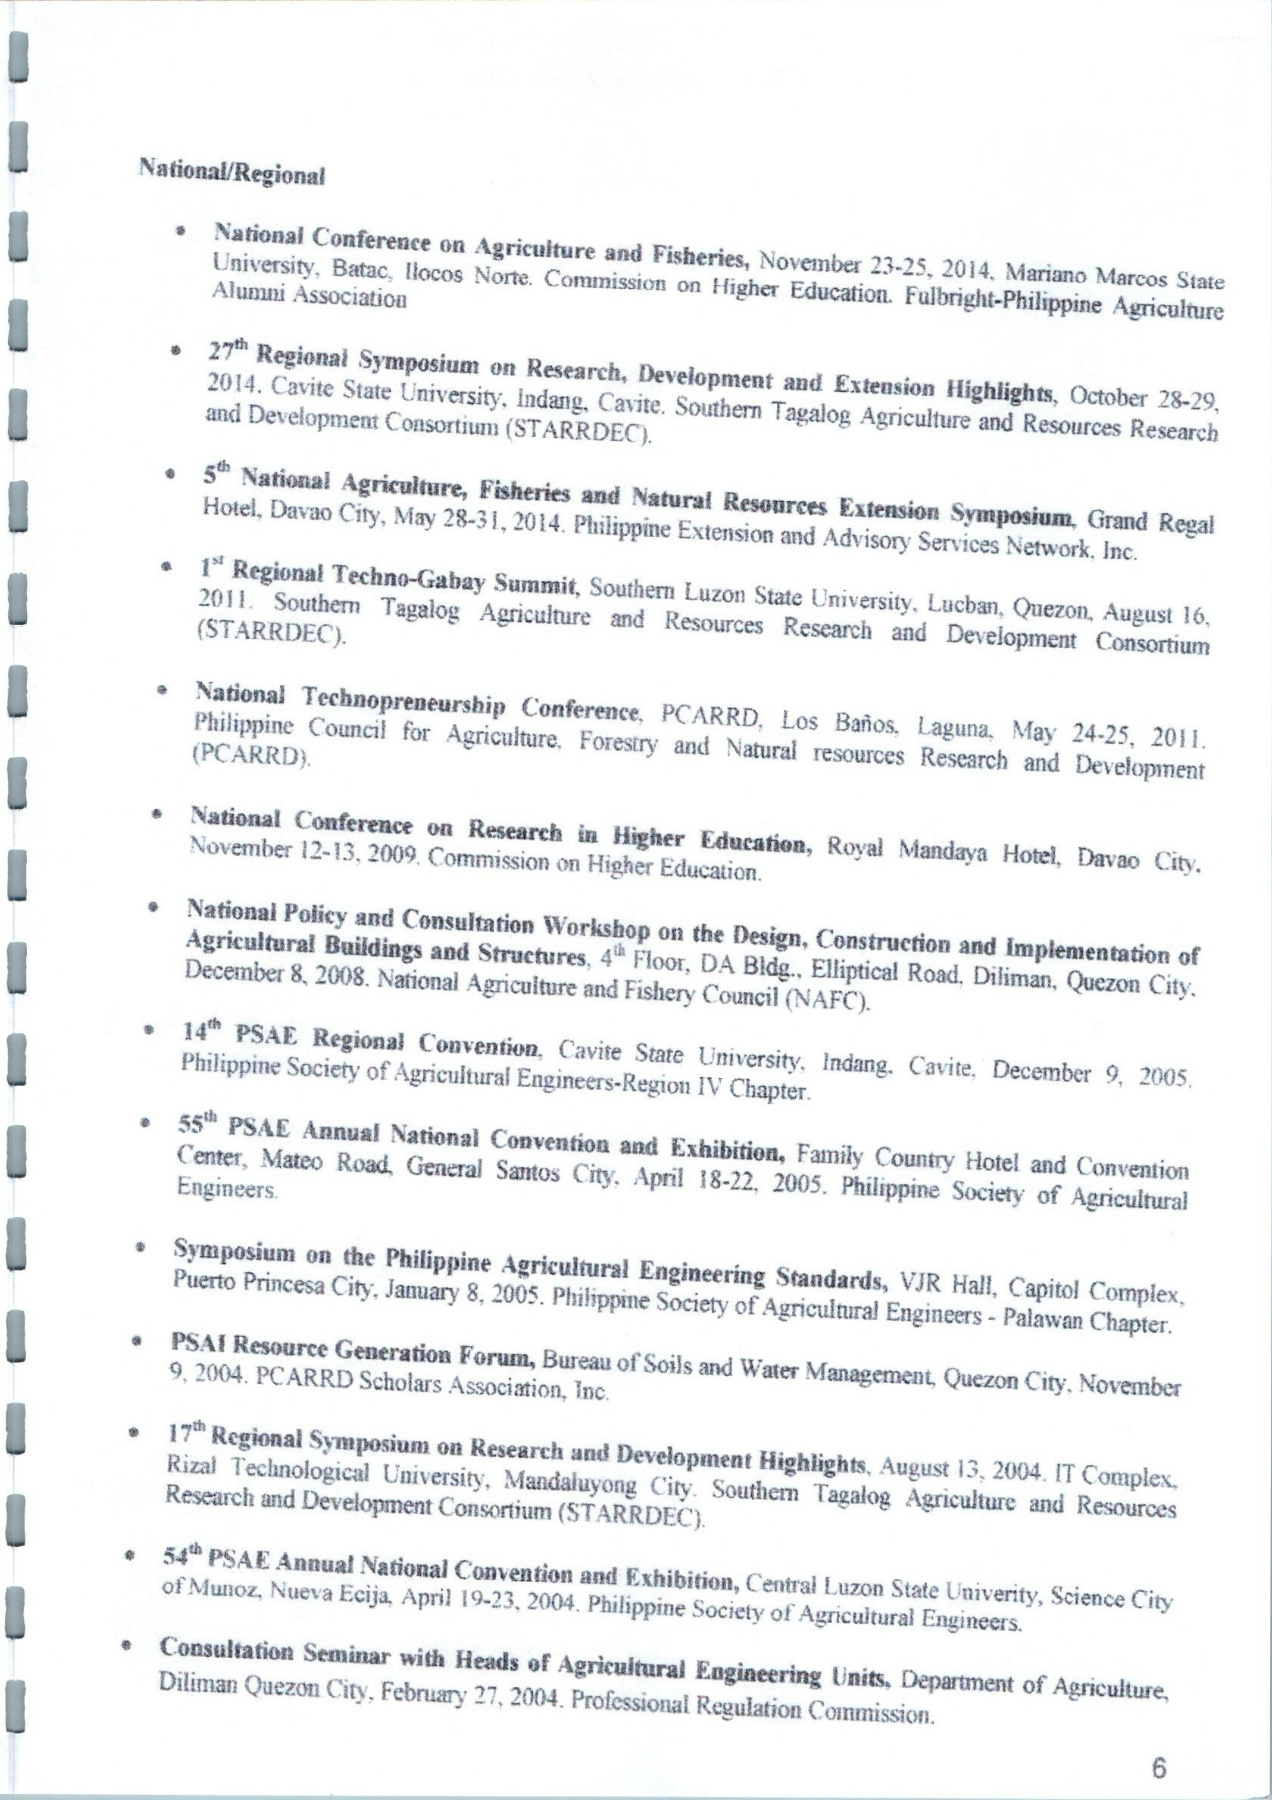 National/Regional
• National Conference on Agriculture and Fisheries, November 23-25, 2014. Mariano Marcos State
University, Batac, Ilocos Norte. Commission on Higher Education. Fulbright-Philippine Agriculture
Alumni Association
• 27th Regional Symposium on Research, Development and Extension Highlights, October 28-29,
2014. Cavite State University, Indang, Cavite. Southern Tagalog Agriculture and Resources Research
and Development Consortium (STARRDEC).
• 5th National Agriculture, Fisheries and Natural Resources Extension Symposium, Grand Regal
Hotel, Davao City, May 28-31, 2014. Philippine Extension and Advisory Services Network, Inc.
• 1st Regional Techno-Gabay Summit, Southern Luzon State University, Lucban, Quezon, August 16,
2011. Southern Tagalog Agriculture and Resources Research and Development Consortium
(STARRDEC).
• National Technopreneurship Conference, PCARRD, Los Baños, Laguna, May 24-25, 2011.
Philippine Council for Agriculture, Forestry and Natural resources Research and Development
(PCARRD).
• National Conference on Research in Higher Education, Royal Mandaya Hotel, Davao City,
November 12-13, 2009. Commission on Higher Education.
• National Policy and Consultation Workshop on the Design, Construction and Implementation of
Agricultural Buildings and Structures, 4th Floor, DA Bldg., Elliptical Road, Diliman, Quezon City,
December 8, 2008. National Agriculture and Fishery Council (NAFC).
• 14th PSAE Regional Convention, Cavite State University, Indang, Cavite, December 9, 2005.
Philippine Society of Agricultural Engineers-Region IV Chapter.
• 55th PSAE Annual National Convention and Exhibition, Family Country Hotel and Convention
Center, Mateo Road, General Santos City, April 18-22, 2005. Philippine Society of Agricultural
Engineers.
• Symposium on the Philippine Agricultural Engineering Standards, VJR Hall, Capitol Complex,
Puerto Princesa City, January 8, 2005. Philippine Society of Agricultural Engineers - Palawan Chapter.
• PSAI Resource Generation Forum, Bureau of Soils and Water Management, Quezon City, November
9, 2004. PCARRD Scholars Association, Inc.
• 17th Regional Symposium on Research and Development Highlights, August 13, 2004. IT Complex,
Rizal Technological University, Mandaluyong City. Southern Tagalog Agriculture and Resources
Research and Development Consortium (STARRDEC).
• 54th PSAE Annual National Convention and Exhibition, Central Luzon State Univerity, Science City
of Munoz, Nueva Ecija, April 19-23, 2004. Philippine Society of Agricultural Engineers.
• Consultation Seminar with Heads of Agricultural Engineering Units, Department of Agriculture,
Diliman Quezon City, February 27, 2004. Professional Regulation Commission.
6